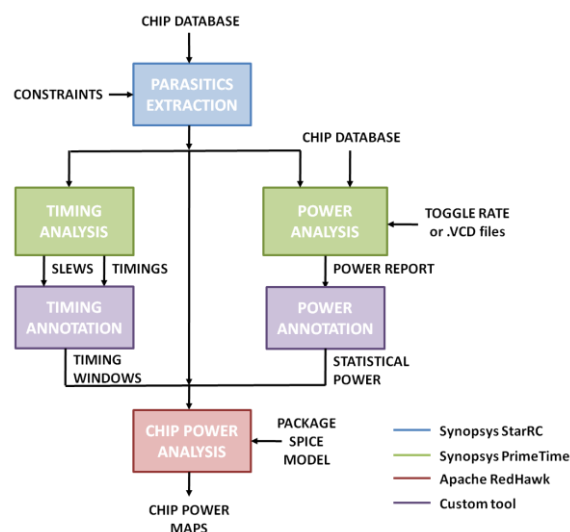 CHIP DATABASE
CONSTRAINTS
PARASITICS
EXTRACTION
CHIP DATABASE
TIMING
ANALYSIS
POWER
ANALYSIS
TOGGLE RATE
or .VCD files
SLEWS
TIMINGS
POWER REPORT
TIMING
ANNOTATION
POWER
ANNOTATION
TIMING
WINDOWS
STATISTICAL
POWER
CHIP POWER
ANALYSIS
PACKAGE
SPICE
MODEL
CHIP POWER
MAPS
Synopsys StarRC
Synopsys PrimeTime
Apache RedHawk
Custom tool